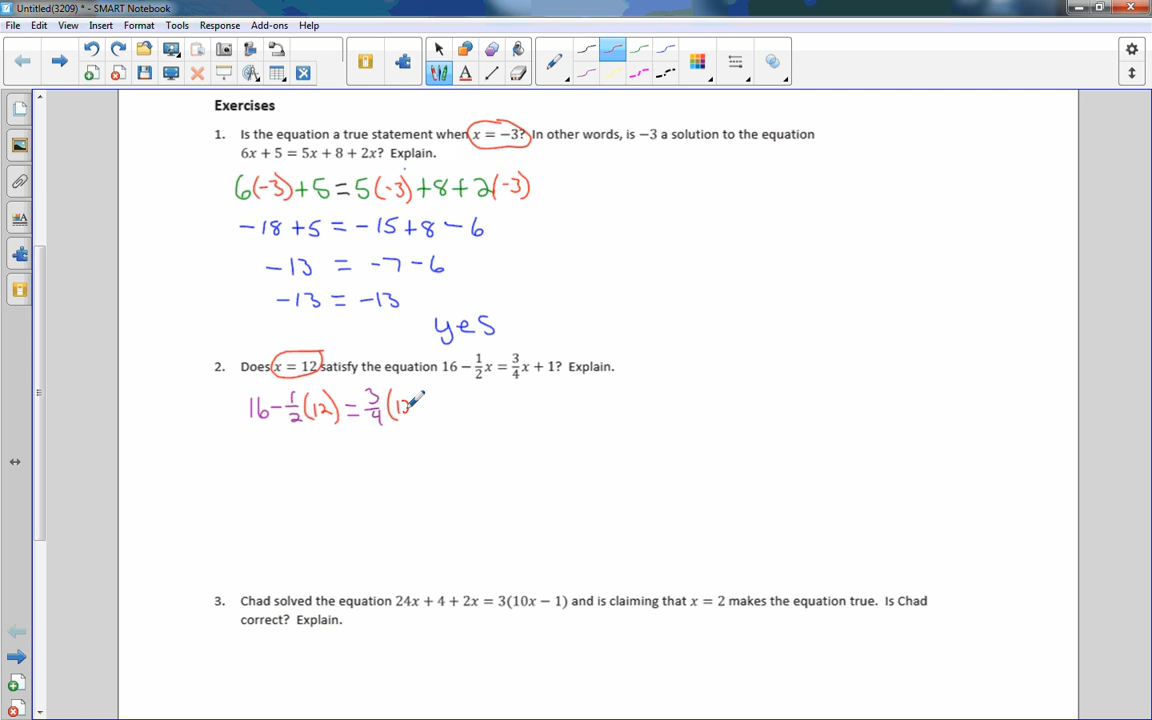 Untitled(3209) * - SMART Notebook
File Edit View Insert Format Tools Response Add-ons Help
Exercises
1. Is the equation a true statement when x = −3? In other words, is −3 a solution to the equation
6x + 5 = 5x + 8 + 2x? Explain.
6(-3)+5=5(-3)+8+2(-3)
-18+5=-15+8-6
-13 = -7-6
-13 = -13
yes
2. Does x = 12 satisfy the equation 16 − 1/2x = 3/4x + 1? Explain.
16-1/2(12)=3/4(12
3. Chad solved the equation 24x + 4 + 2x = 3(10x − 1) and is claiming that x = 2 makes the equation true. Is Chad
correct? Explain.